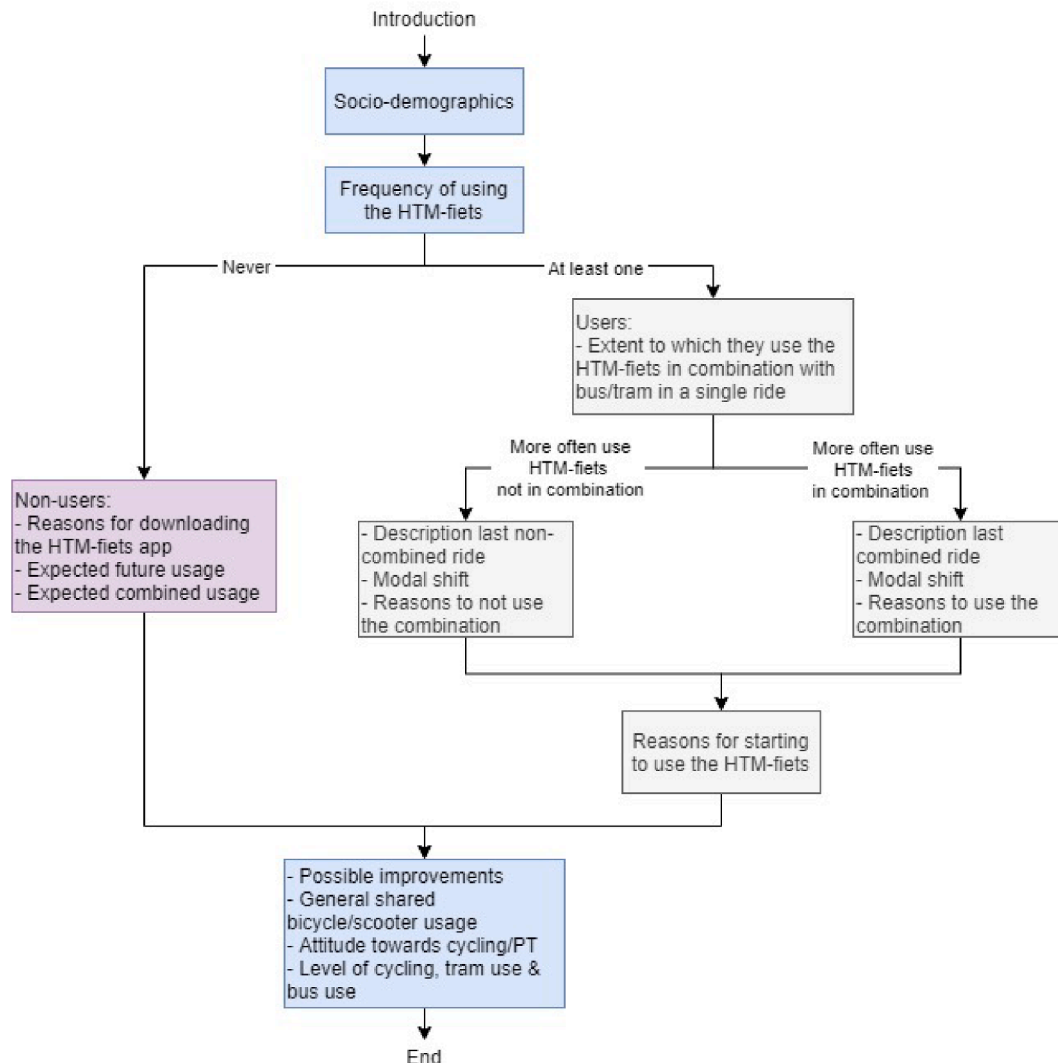 Introduction
Socio-demographics
Frequency of using
the HTM-fiets
Never
At least one
Users:
- Extent to which they use the
HTM-fiets in combination with
bus/tram in a single ride
More often use
HTM-fiets
not in combination
More often use
HTM-fiets
in combination
Non-users:
- Reasons for downloading
the HTM-fiets app
- Expected future usage
- Expected combined usage
- Description last non-
combined ride
- Modal shift
- Reasons to not use
the combination
- Description last
combined ride
- Modal shift
- Reasons to use the
combination
Reasons for starting
to use the HTM-fiets
- Possible improvements
- General shared
bicycle/scooter usage
- Attitude towards cycling/PT
- Level of cycling, tram use &
bus use
End